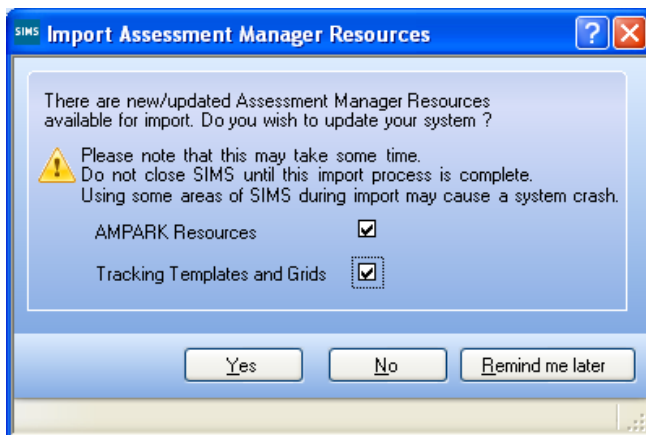 SIMS Import Assessment Manager Resources
There are new/updated Assessment Manager Resources
available for import. Do you wish to update your system ?
Please note that this may take some time.
Do not close SIMS until this import process is complete.
Using some areas of SIMS during import may cause a system crash.
AMPARK Resources
Tracking Templates and Grids
Yes No Remind me later